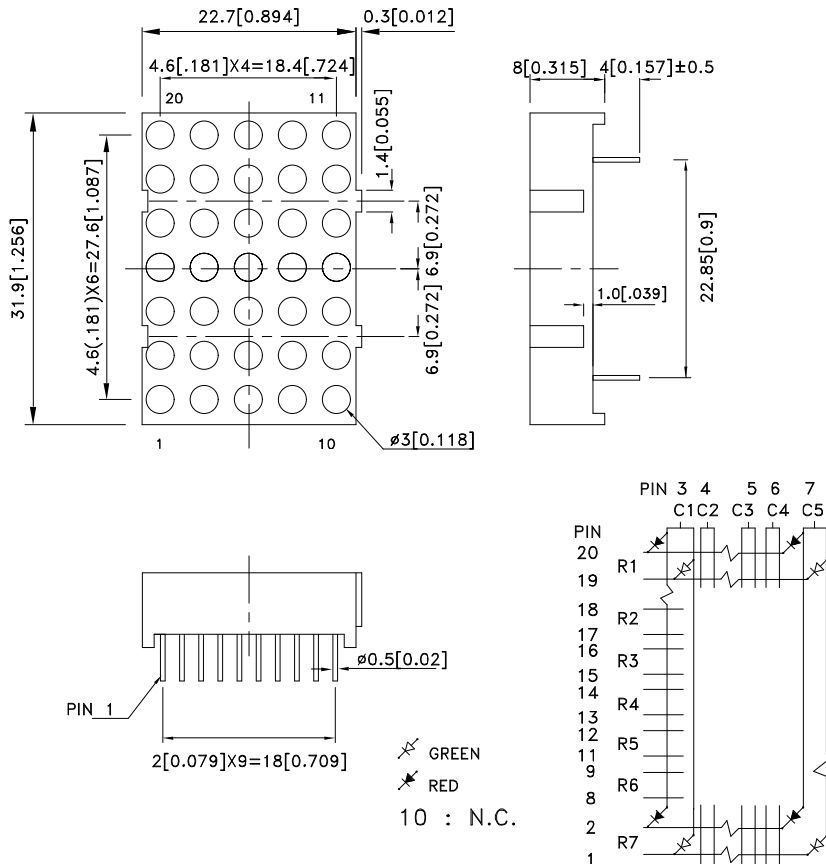 22.7[0.894]
0.3[0.012]
4.6[.181]X4=18.4[.724]
20
11
1.4[0.055]
31.9[1.256]
4.6(.181)X6=27.6[1.087]
6.9[0.272]
6.9[0.272]
1
10
ø3[0.118]
8[0.315]
4[0.157]±0.5
22.85[0.9]
1.0[.039]
PIN 1
ø0.5[0.02]
2[0.079]X9=18[0.709]
GREEN
RED
10 : N.C.
PIN 3 4 5 6 7
C1 C2 C3 C4 C5
PIN
20
R1
19
18
R2
17
16
R3
15
14
R4
13
12
R5
11
9
R6
8
2
R7
1